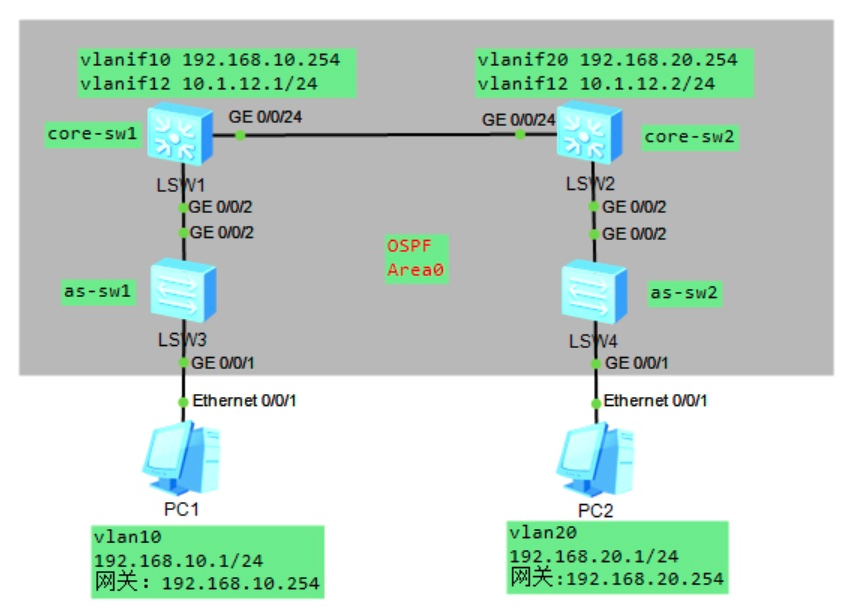 vlanif10 192.168.10.254
vlanif12 10.1.12.1/24
vlanif20 192.168.20.254
vlanif12 10.1.12.2/24
core-sw1
GE 0/0/24
GE 0/0/24
core-sw2
LSW1
LSW2
GE 0/0/2
GE 0/0/2
GE 0/0/2
GE 0/0/2
OSPF
Area0
as-sw1
as-sw2
LSW3
LSW4
GE 0/0/1
GE 0/0/1
Ethernet 0/0/1
Ethernet 0/0/1
PC1
PC2
vlan10
192.168.10.1/24
网关: 192.168.10.254
vlan20
192.168.20.1/24
网关:192.168.20.254